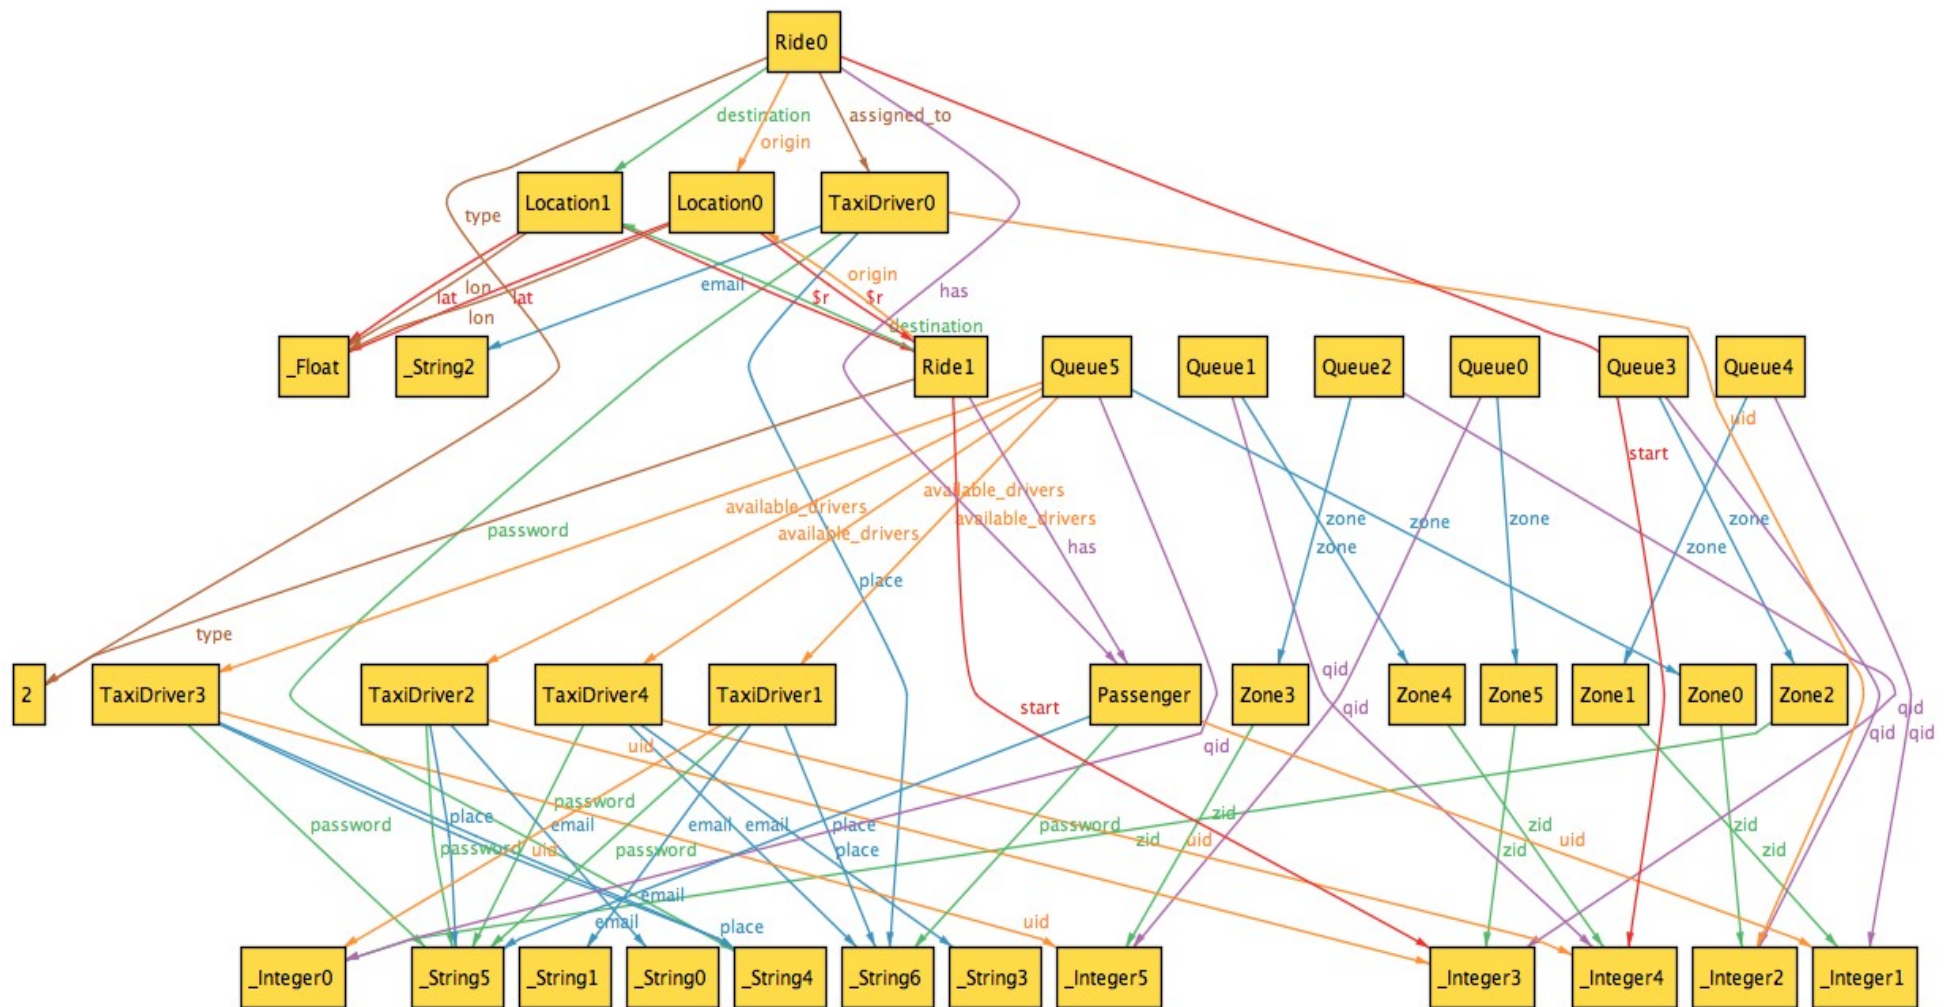 Ride0
destination
assigned_to
origin
Location1
Location0
TaxiDriver0
type
origin
email
has
lon
lat
lat
$r
$r
lon
destination
_Float
_String2
Ride1
Queue5
Queue1
Queue2
Queue0
Queue3
Queue4
uid
start
available_drivers
available_drivers
available_drivers
available_drivers
password
zone
zone
zone
zone
zone
zone
has
place
type
2
TaxiDriver3
TaxiDriver2
TaxiDriver4
TaxiDriver1
Passenger
Zone3
Zone4
Zone5
Zone1
Zone0
Zone2
qid
start
qid
qid
uid
qid
qid
qid
password
zid
password
place
email
email
email
place
password
zid
zid
zid
password
uid
password
place
zid
uid
zid
uid
email
email
place
uid
_Integer0
_String5
_String1
_String0
_String4
_String6
_String3
_Integer5
_Integer3
_Integer4
_Integer2
_Integer1